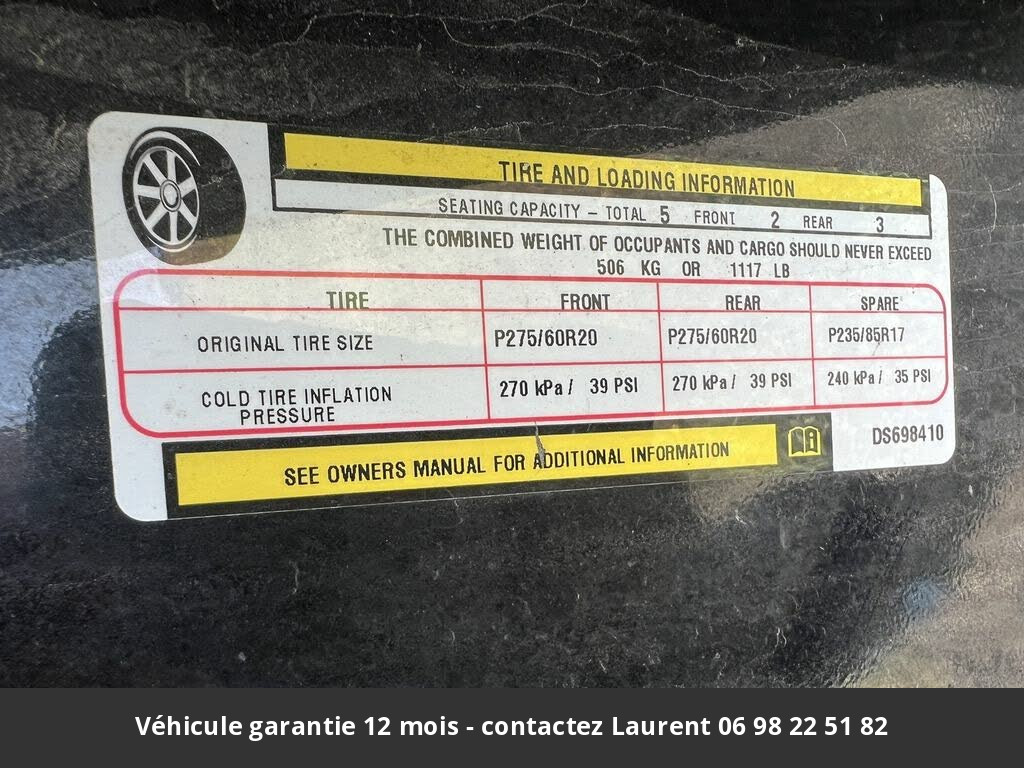 TIRE AND LOADING INFORMATION
SEATING CAPACITY – TOTAL 5 FRONT 2 REAR 3
THE COMBINED WEIGHT OF OCCUPANTS AND CARGO SHOULD NEVER EXCEED
506 KG OR 1117 LB
TIRE FRONT REAR SPARE
ORIGINAL TIRE SIZE P275/60R20 P275/60R20 P235/85R17
COLD TIRE INFLATION PRESSURE 270 kPa / 39 PSI 270 kPa / 39 PSI 240 kPa / 35 PSI
DS698410
SEE OWNERS MANUAL FOR ADDITIONAL INFORMATION
Véhicule garantie 12 mois - contactez Laurent 06 98 22 51 82